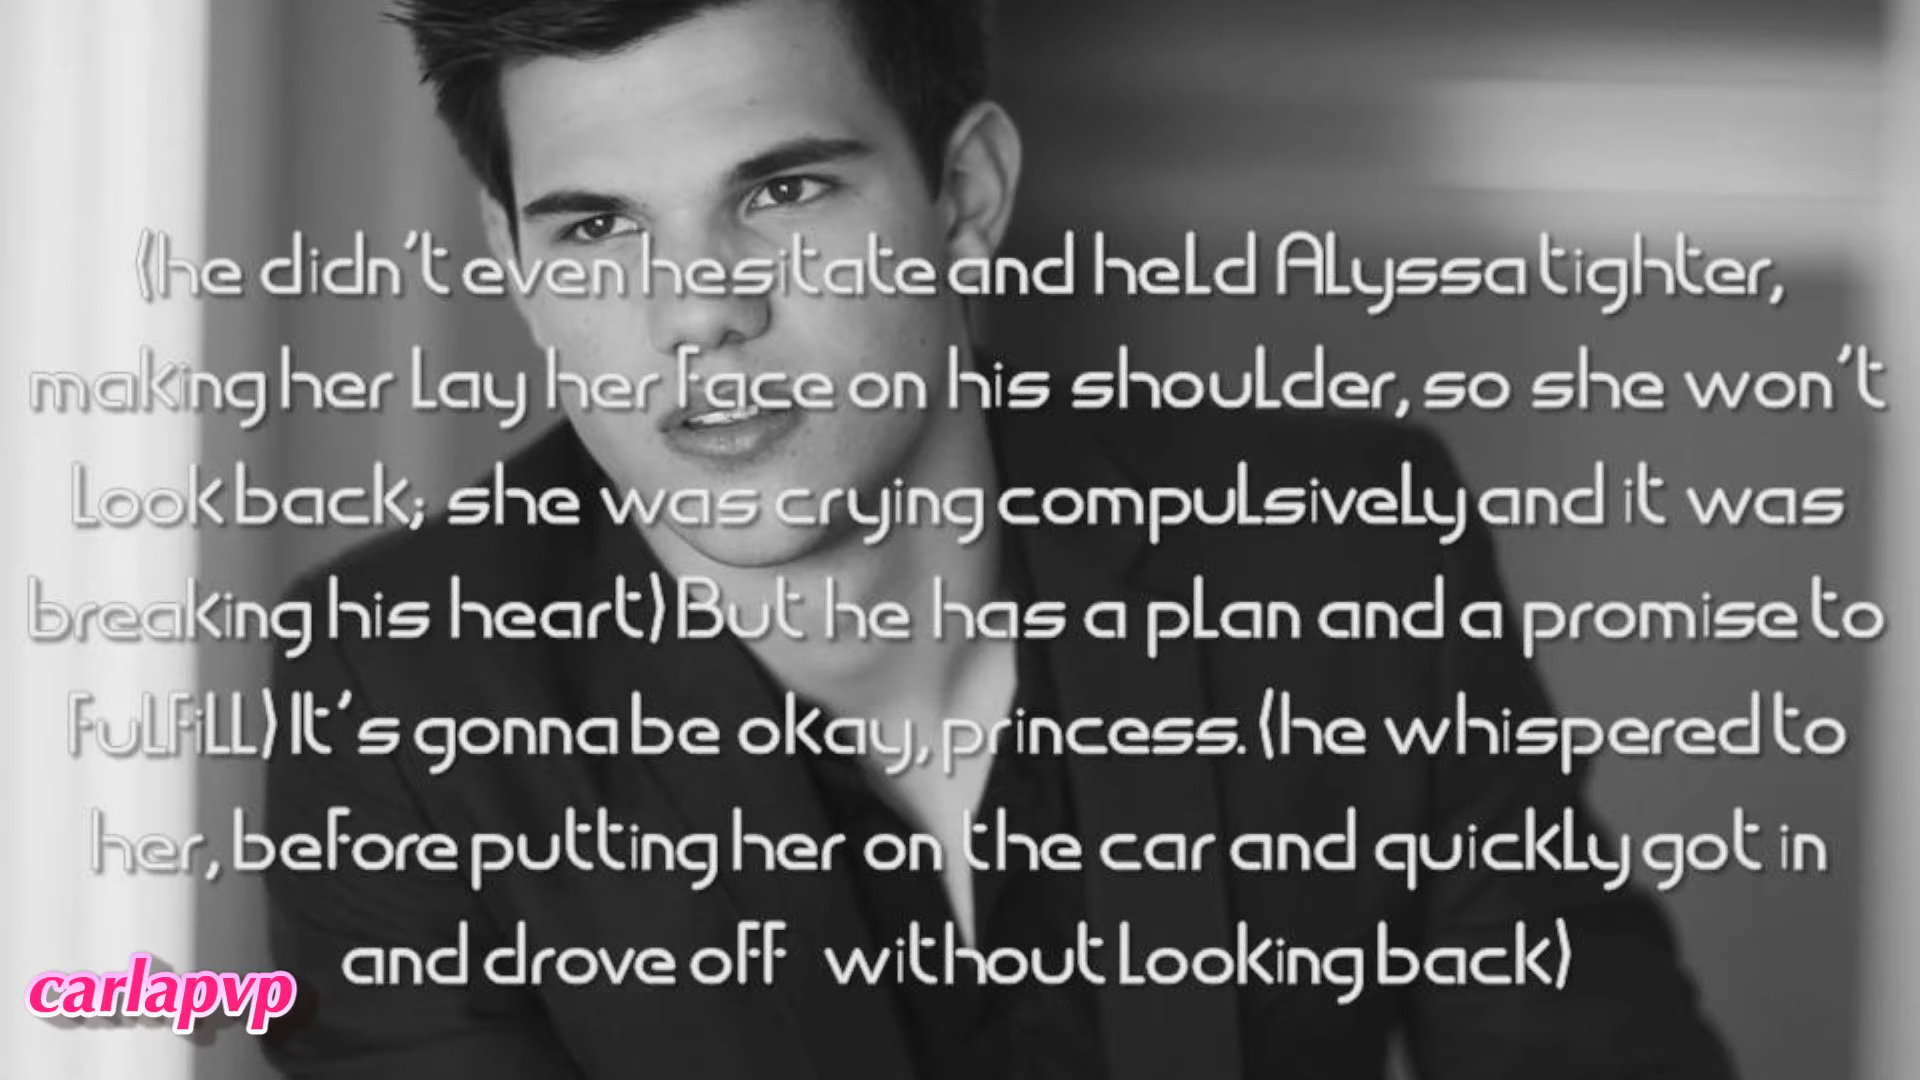 (he didn't even hesitate and held Alyssa tighter,
making her lay her face on his shoulder, so she won't
look back; she was crying compulsively and it was
breaking his heart) But he has a plan and a promise to
fulfill) It's gonna be okay, princess. (he whispered to
her, before putting her on the car and quickly got in
and drove off without looking back)
carlapvp